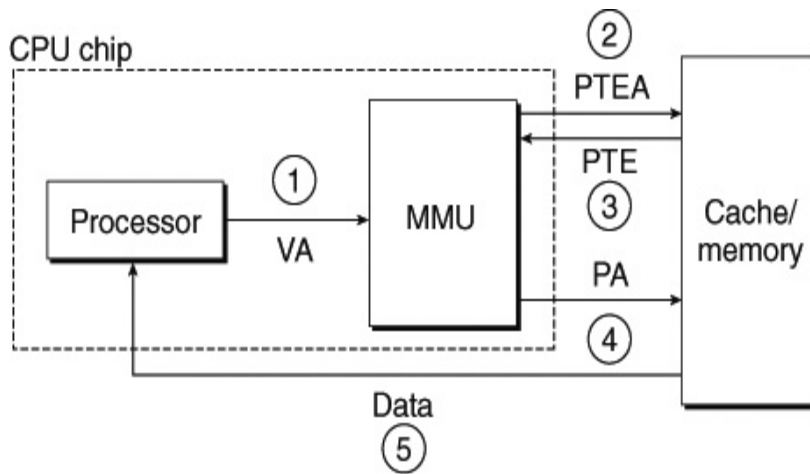 CPU chip
2
PTEA
PTE
3
1
Processor
VA
MMU
Cache/
memory
PA
4
Data
5